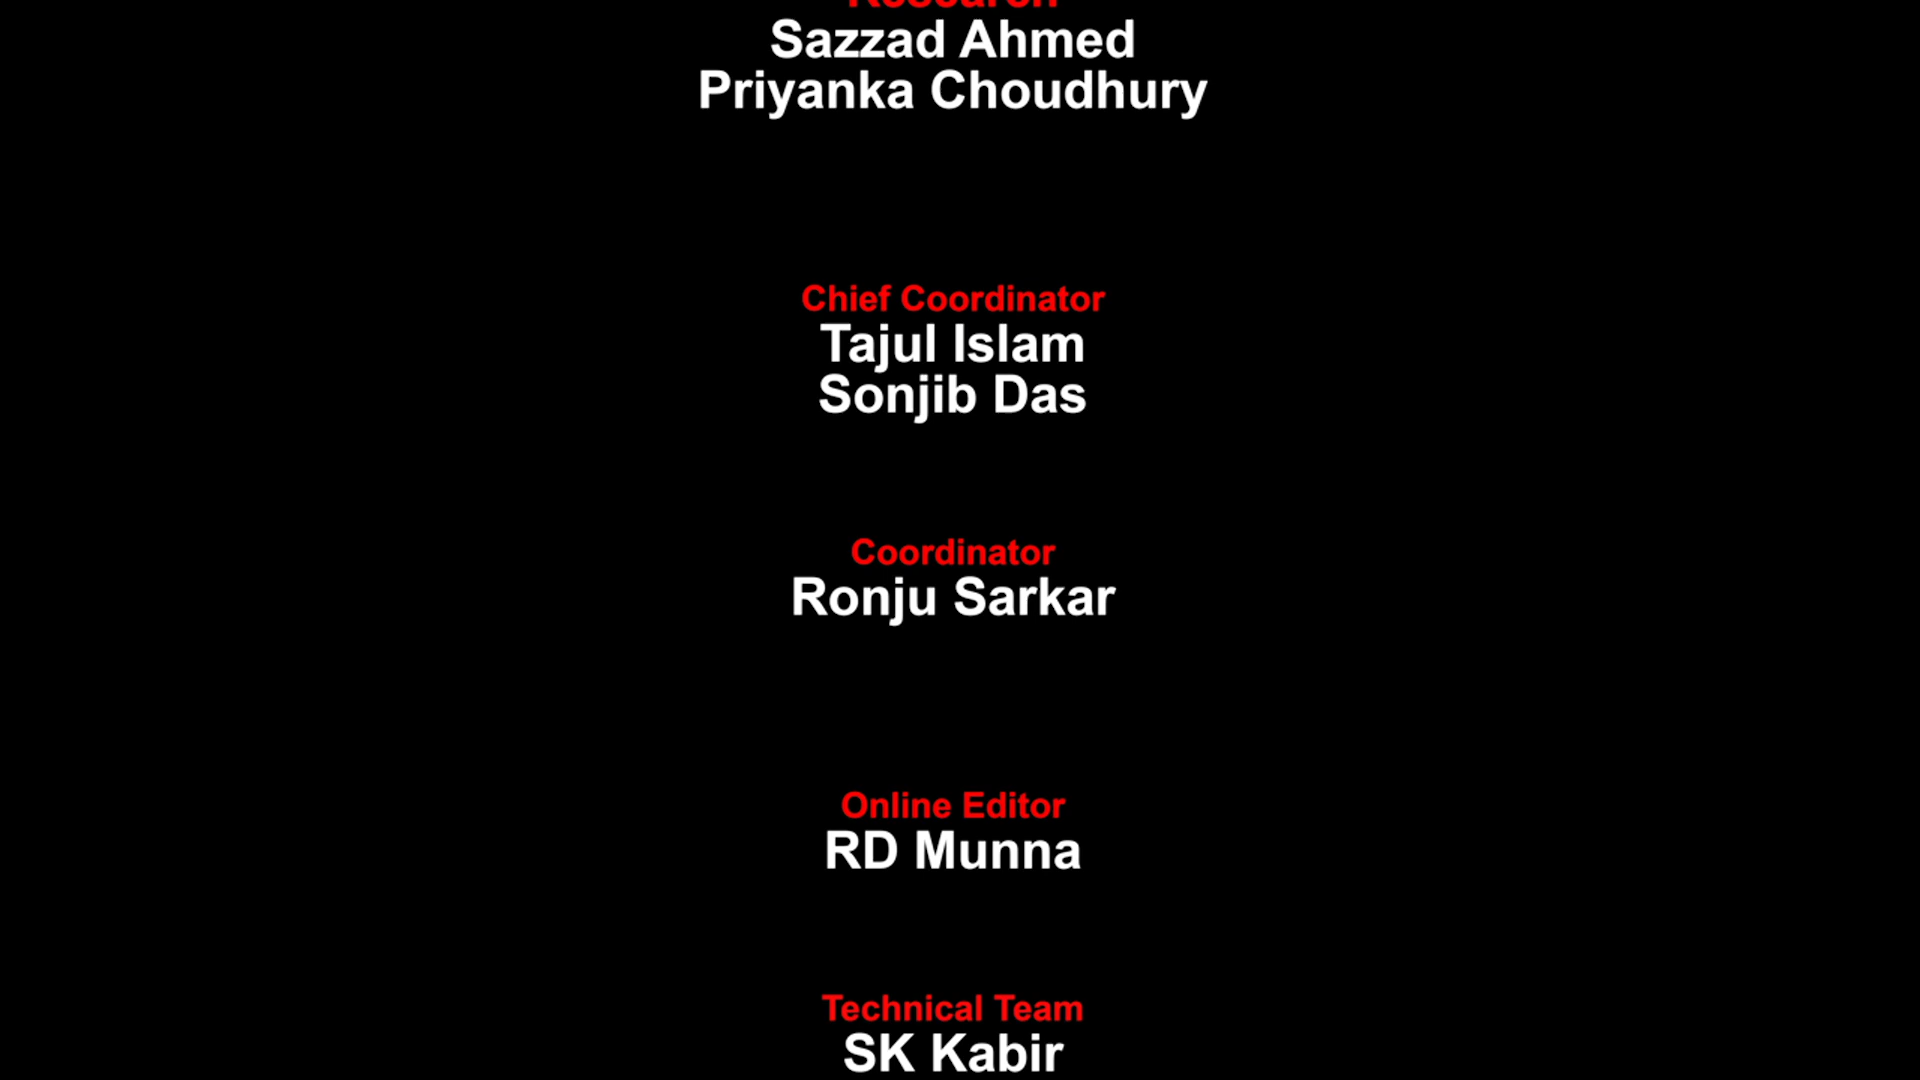 Research
Sazzad Ahmed
Priyanka Choudhury
Chief Coordinator
Tajul Islam
Sonjib Das
Coordinator
Ronju Sarkar
Online Editor
RD Munna
Technical Team
SK Kabir